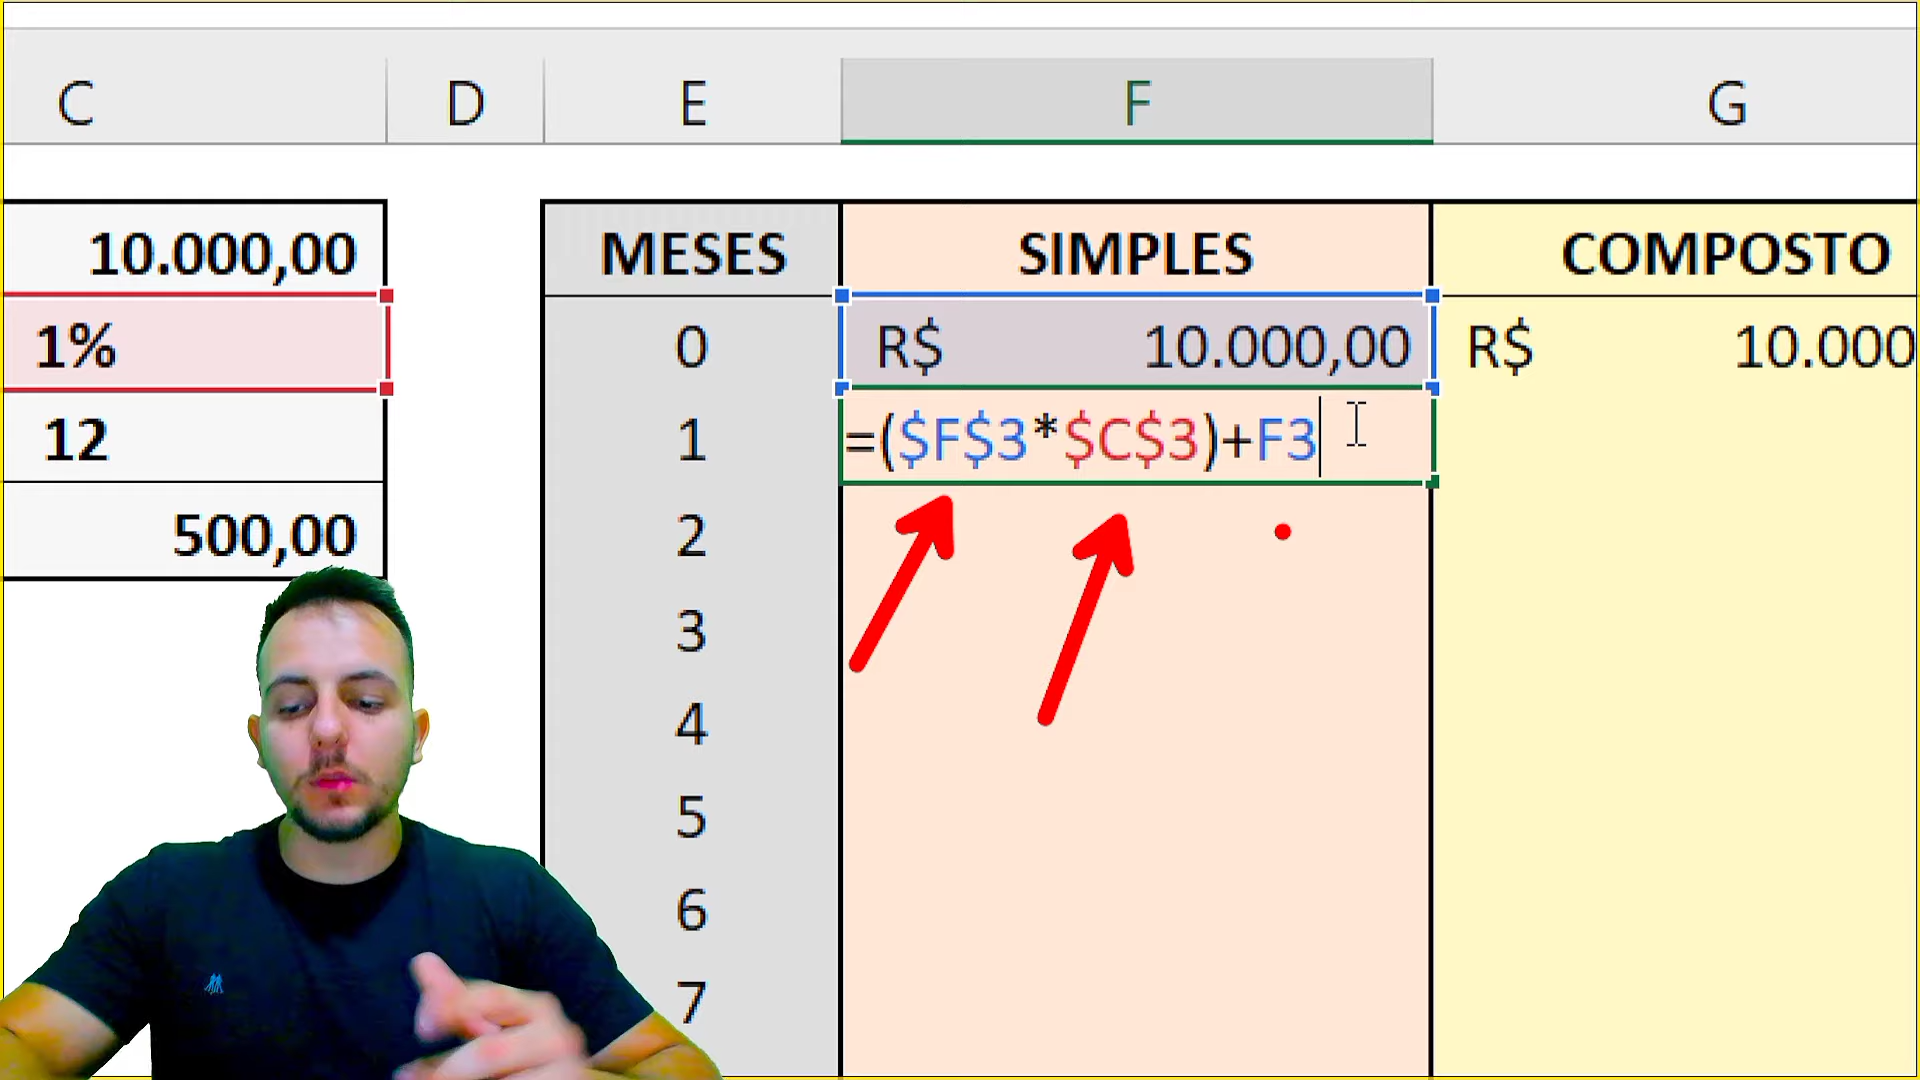 C D E F G
10.000,00 MESES SIMPLES COMPOSTO
1% 0 R$ 10.000,00 R$ 10.000
12 1 =($F$3*$C$3)+F3
500,00 2
3
4
5
6
7